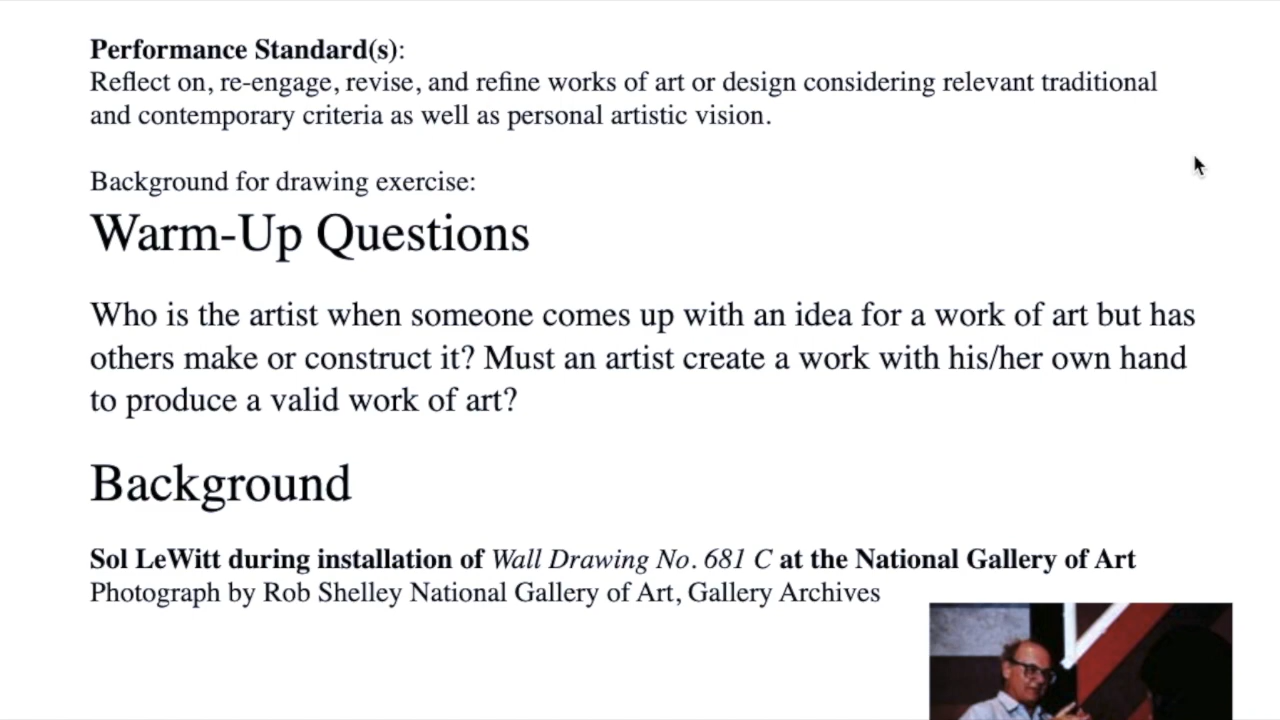 Performance Standard(s):
Reflect on, re-engage, revise, and refine works of art or design considering relevant traditional
and contemporary criteria as well as personal artistic vision.
Background for drawing exercise:
Warm-Up Questions
Who is the artist when someone comes up with an idea for a work of art but has
others make or construct it? Must an artist create a work with his/her own hand
to produce a valid work of art?
Background
Sol LeWitt during installation of Wall Drawing No. 681 C at the National Gallery of Art
Photograph by Rob Shelley National Gallery of Art, Gallery Archives